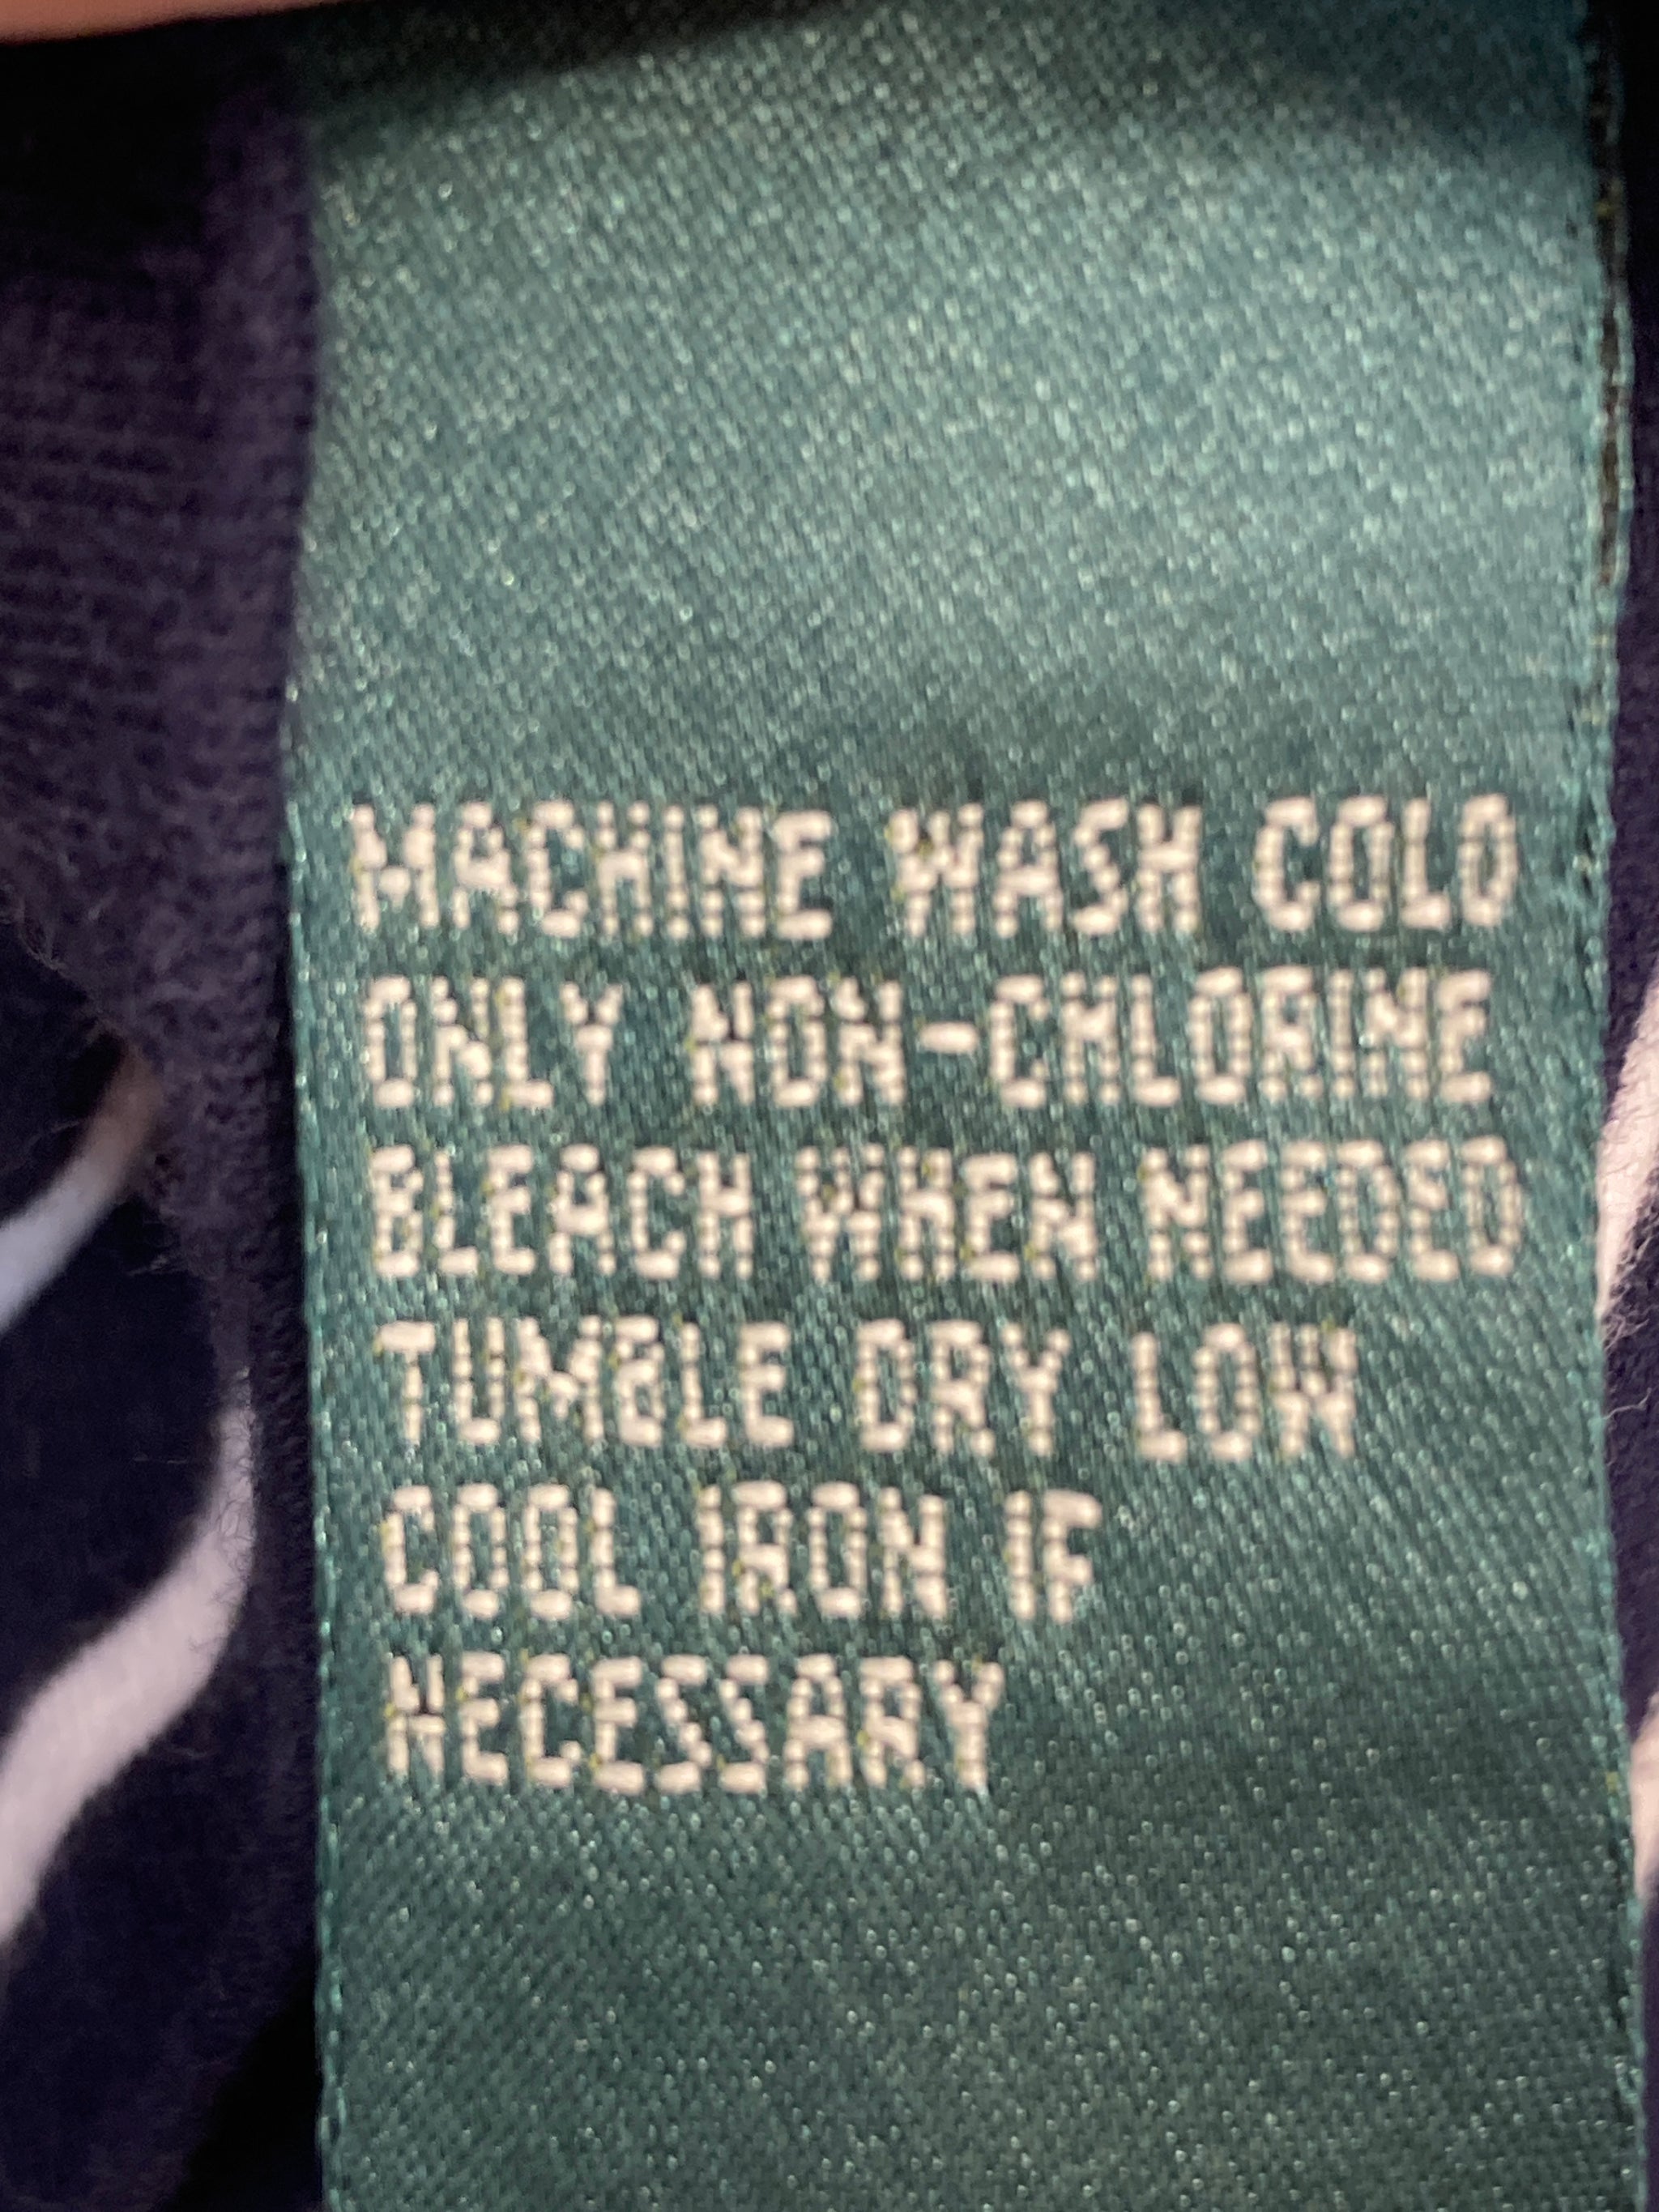 MACHINE WASH COLD
ONLY NON-CHLORINE
BLEACH WHEN NEEDED
TUMBLE DRY LOW
COOL IRON IF
NECESSARY